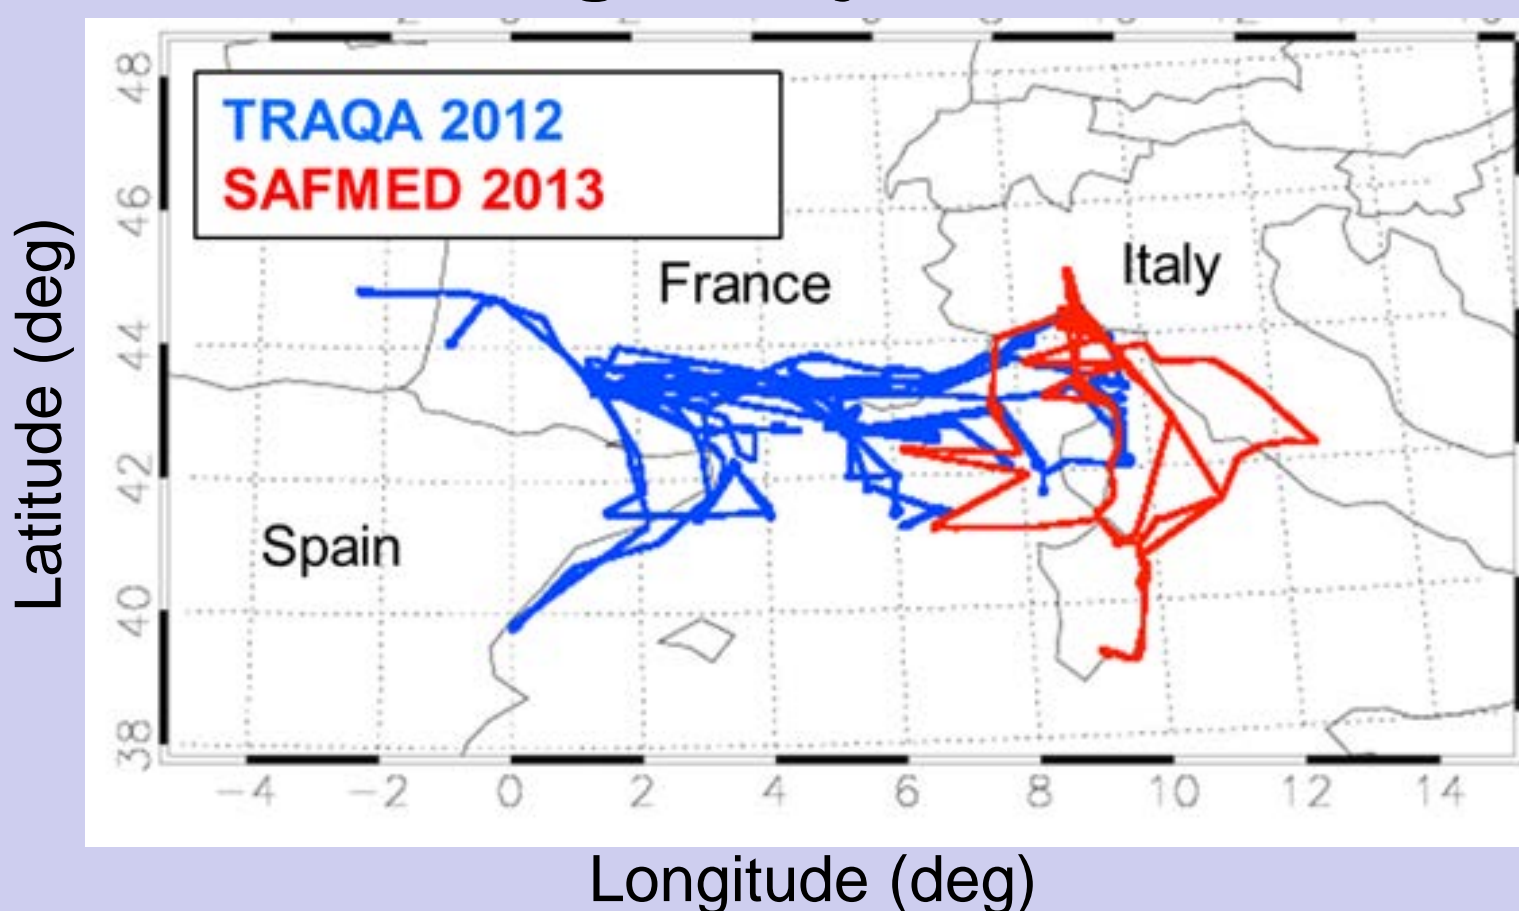 TRAQA 2012
SAFMED 2013
48
46
44
42
40
38
Latitude (deg)
France
Italy
Spain
−4 −2 0 2 4 6 8 10 12 14
Longitude (deg)